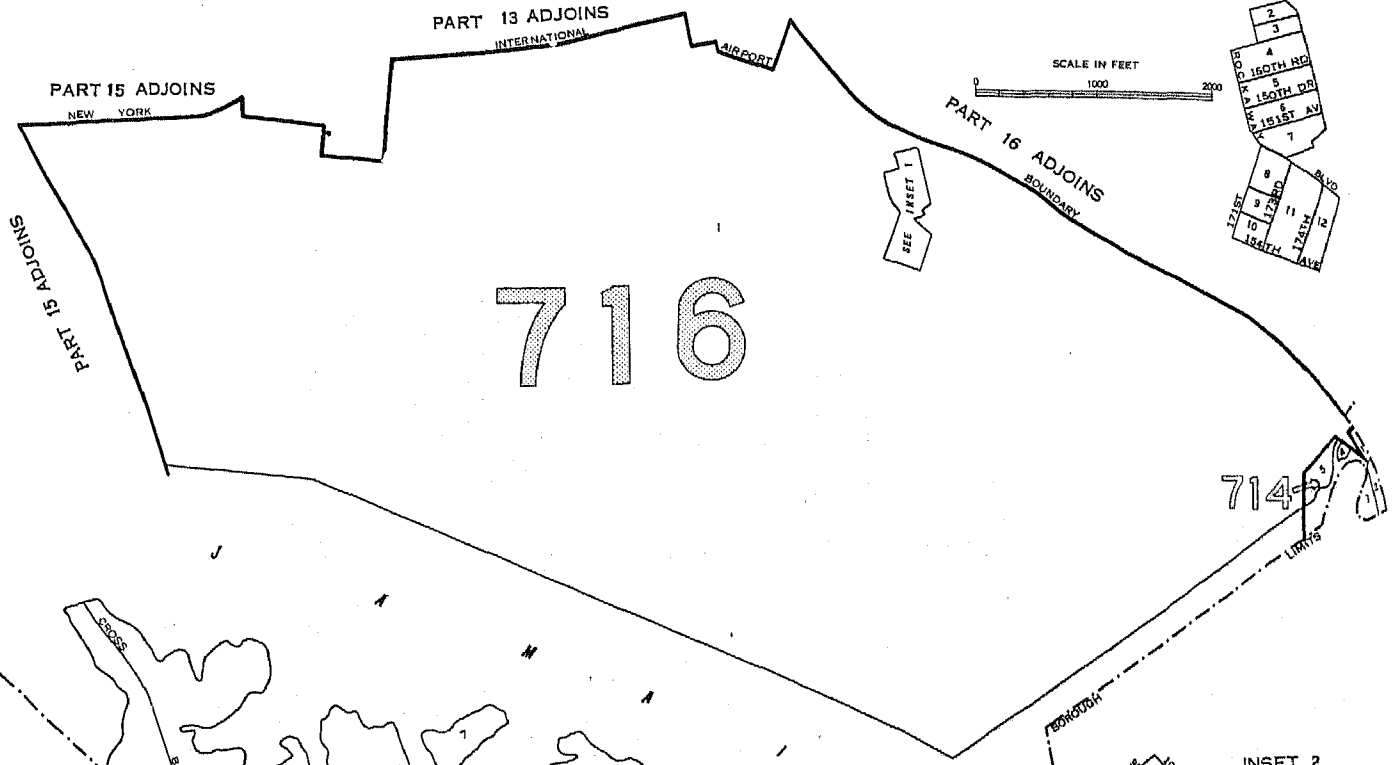 PART 13 ADJOINS
INTERNATIONAL
AIRPORT
PART 15 ADJOINS
NEW YORK
SCALE IN FEET
0 1000 2000
PART 16 ADJOINS
BOUNDARY
2
3
4
150TH RD
5
150TH DR
6
151ST AV
7
ROCKAWAY
BLVD
8
9
10
11
12
171ST
173RD
174TH
154TH
AVE
SEE INSET 1
1
PART 15 ADJOINS
716
714
5
4
1
2
LIMITS
J
A
M
A
I
CROSS
B
7
BOROUGH
INSET 2